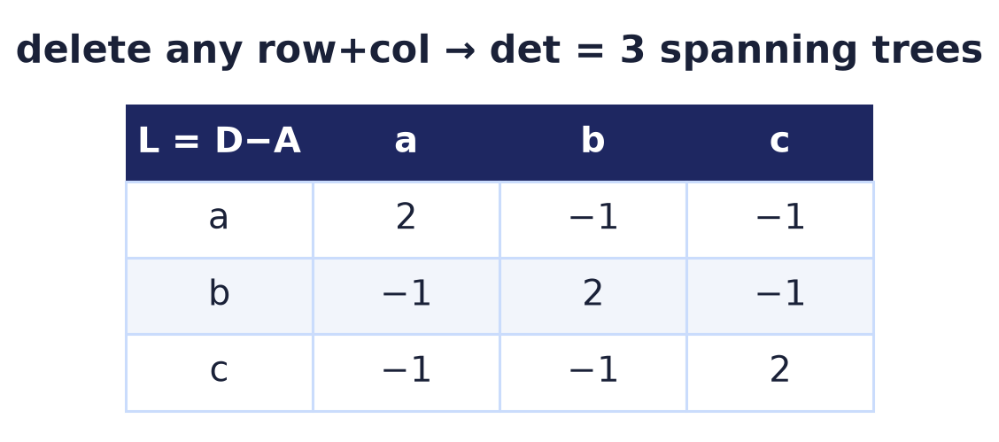 delete any row+col → det = 3 spanning trees
L = D−A a b c
a 2 −1 −1
b −1 2 −1
c −1 −1 2